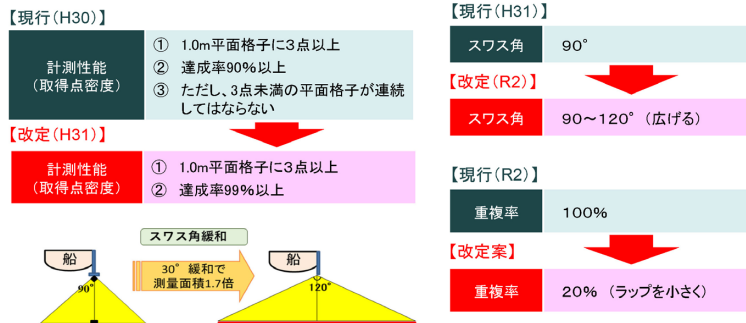 【現行(H30)】
計測性能
(取得点密度)
① 1.0m平面格子に3点以上
② 達成率90%以上
③ ただし、3点未満の平面格子が連続
してはならない
【改定(H31)】
計測性能
(取得点密度)
① 1.0m平面格子に3点以上
② 達成率99%以上
スワス角緩和
船
90°
30°緩和で
測量面積1.7倍
船
120°
【現行(H31)】
スワス角
90°
【改定(R2)】
スワス角
90~120° (広げる)
【現行(R2)】
重複率
100%
【改定案】
重複率
20% (ラップを小さく)